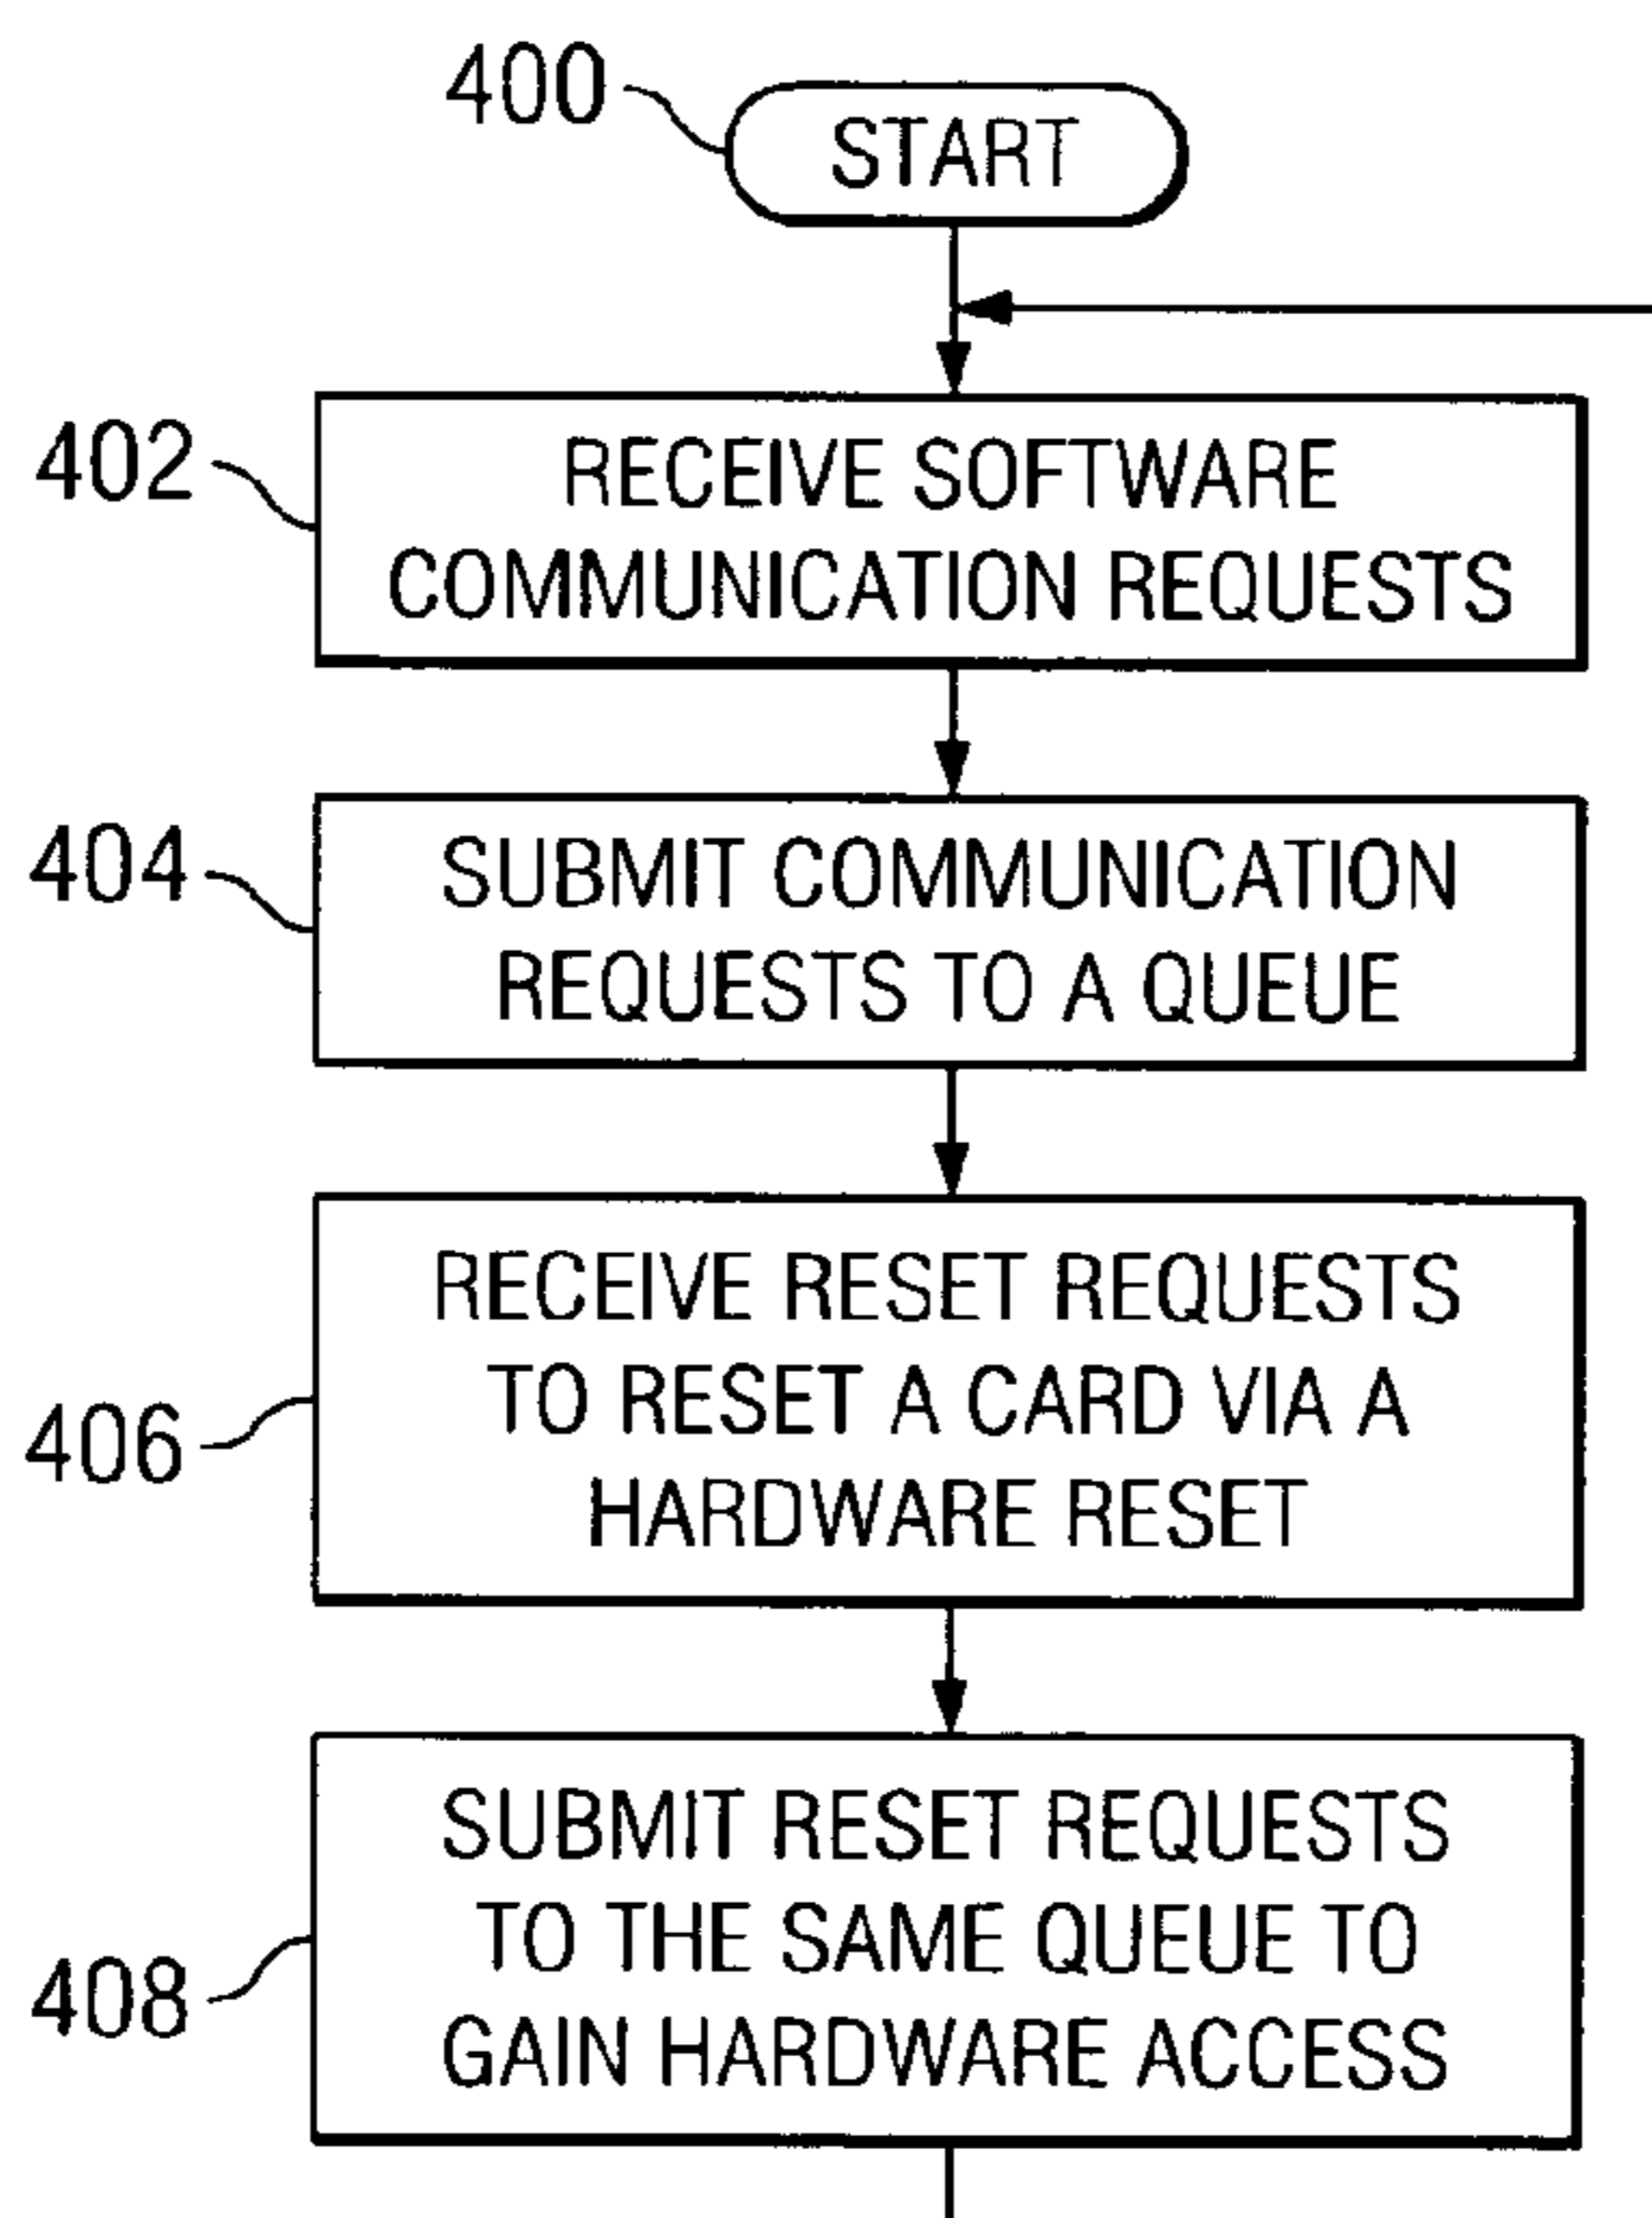 400
START
402
RECEIVE SOFTWARE
COMMUNICATION REQUESTS
404
SUBMIT COMMUNICATION
REQUESTS TO A QUEUE
406
RECEIVE RESET REQUESTS
TO RESET A CARD VIA A
HARDWARE RESET
408
SUBMIT RESET REQUESTS
TO THE SAME QUEUE TO
GAIN HARDWARE ACCESS